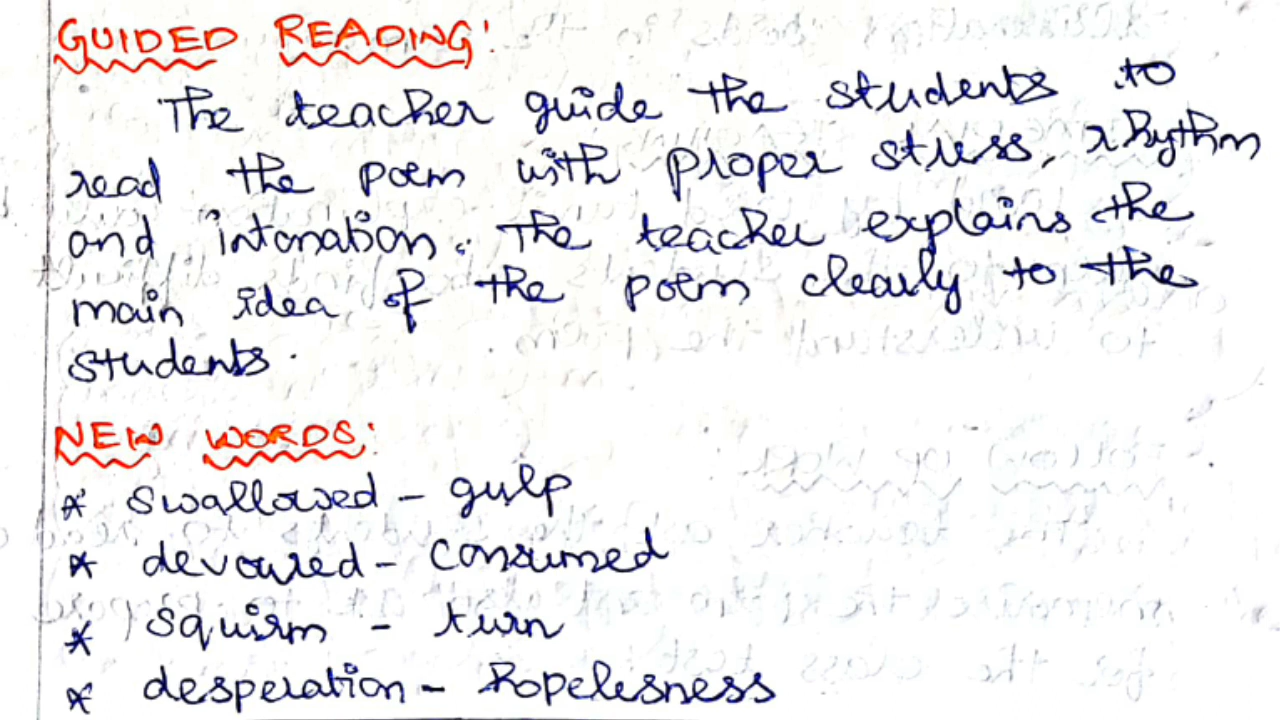 GUIDED READING:
The teacher guide the students to
read the poem with proper stress, rhythm
and intonation. The teacher explains the
main idea of the poem clearly to the
students.
NEW WORDS:
* swallowed - gulp
* devoured - consumed
* squirm - turn
* desperation - hopelesness